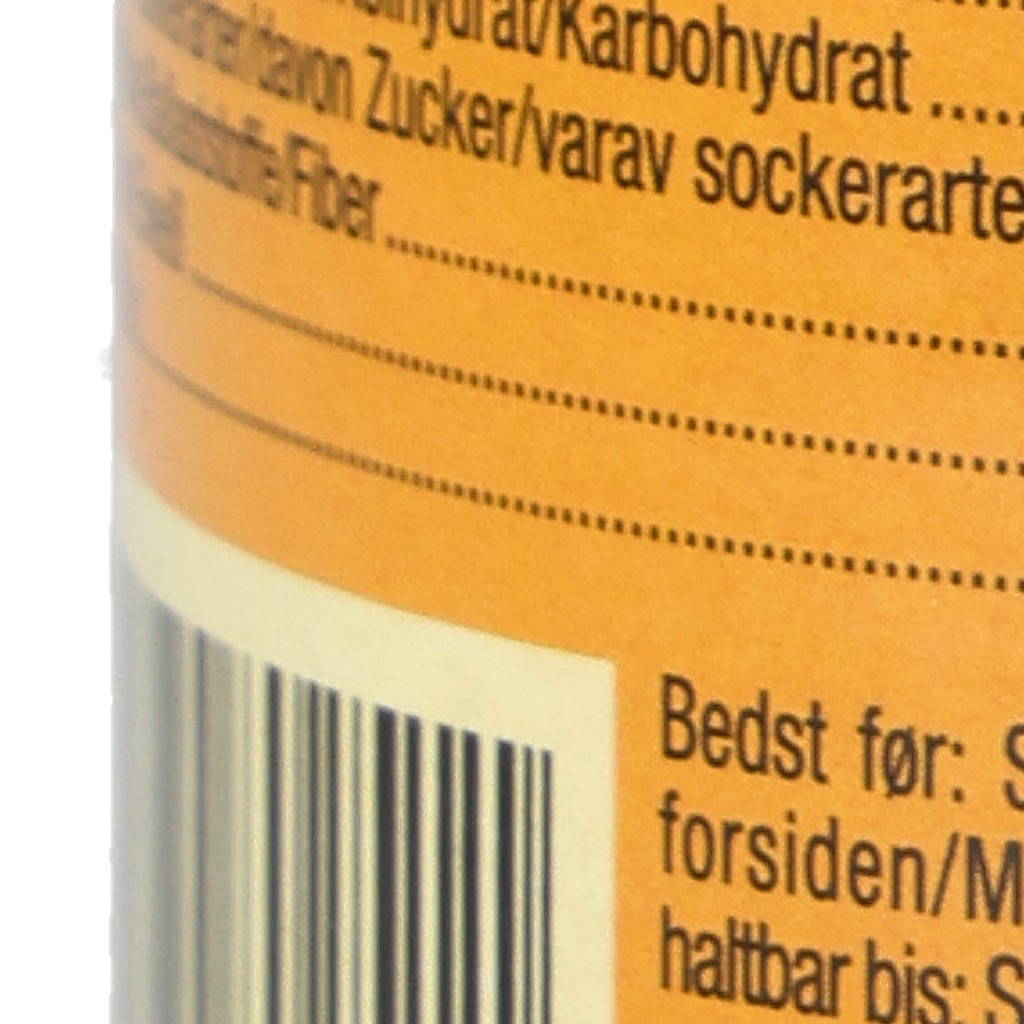 hydrat/Karbohydrat ......
davon Zucker/varav sockerarte
Fiber ........................................
Bedst før: S
forsiden/M
haltbar bis: S